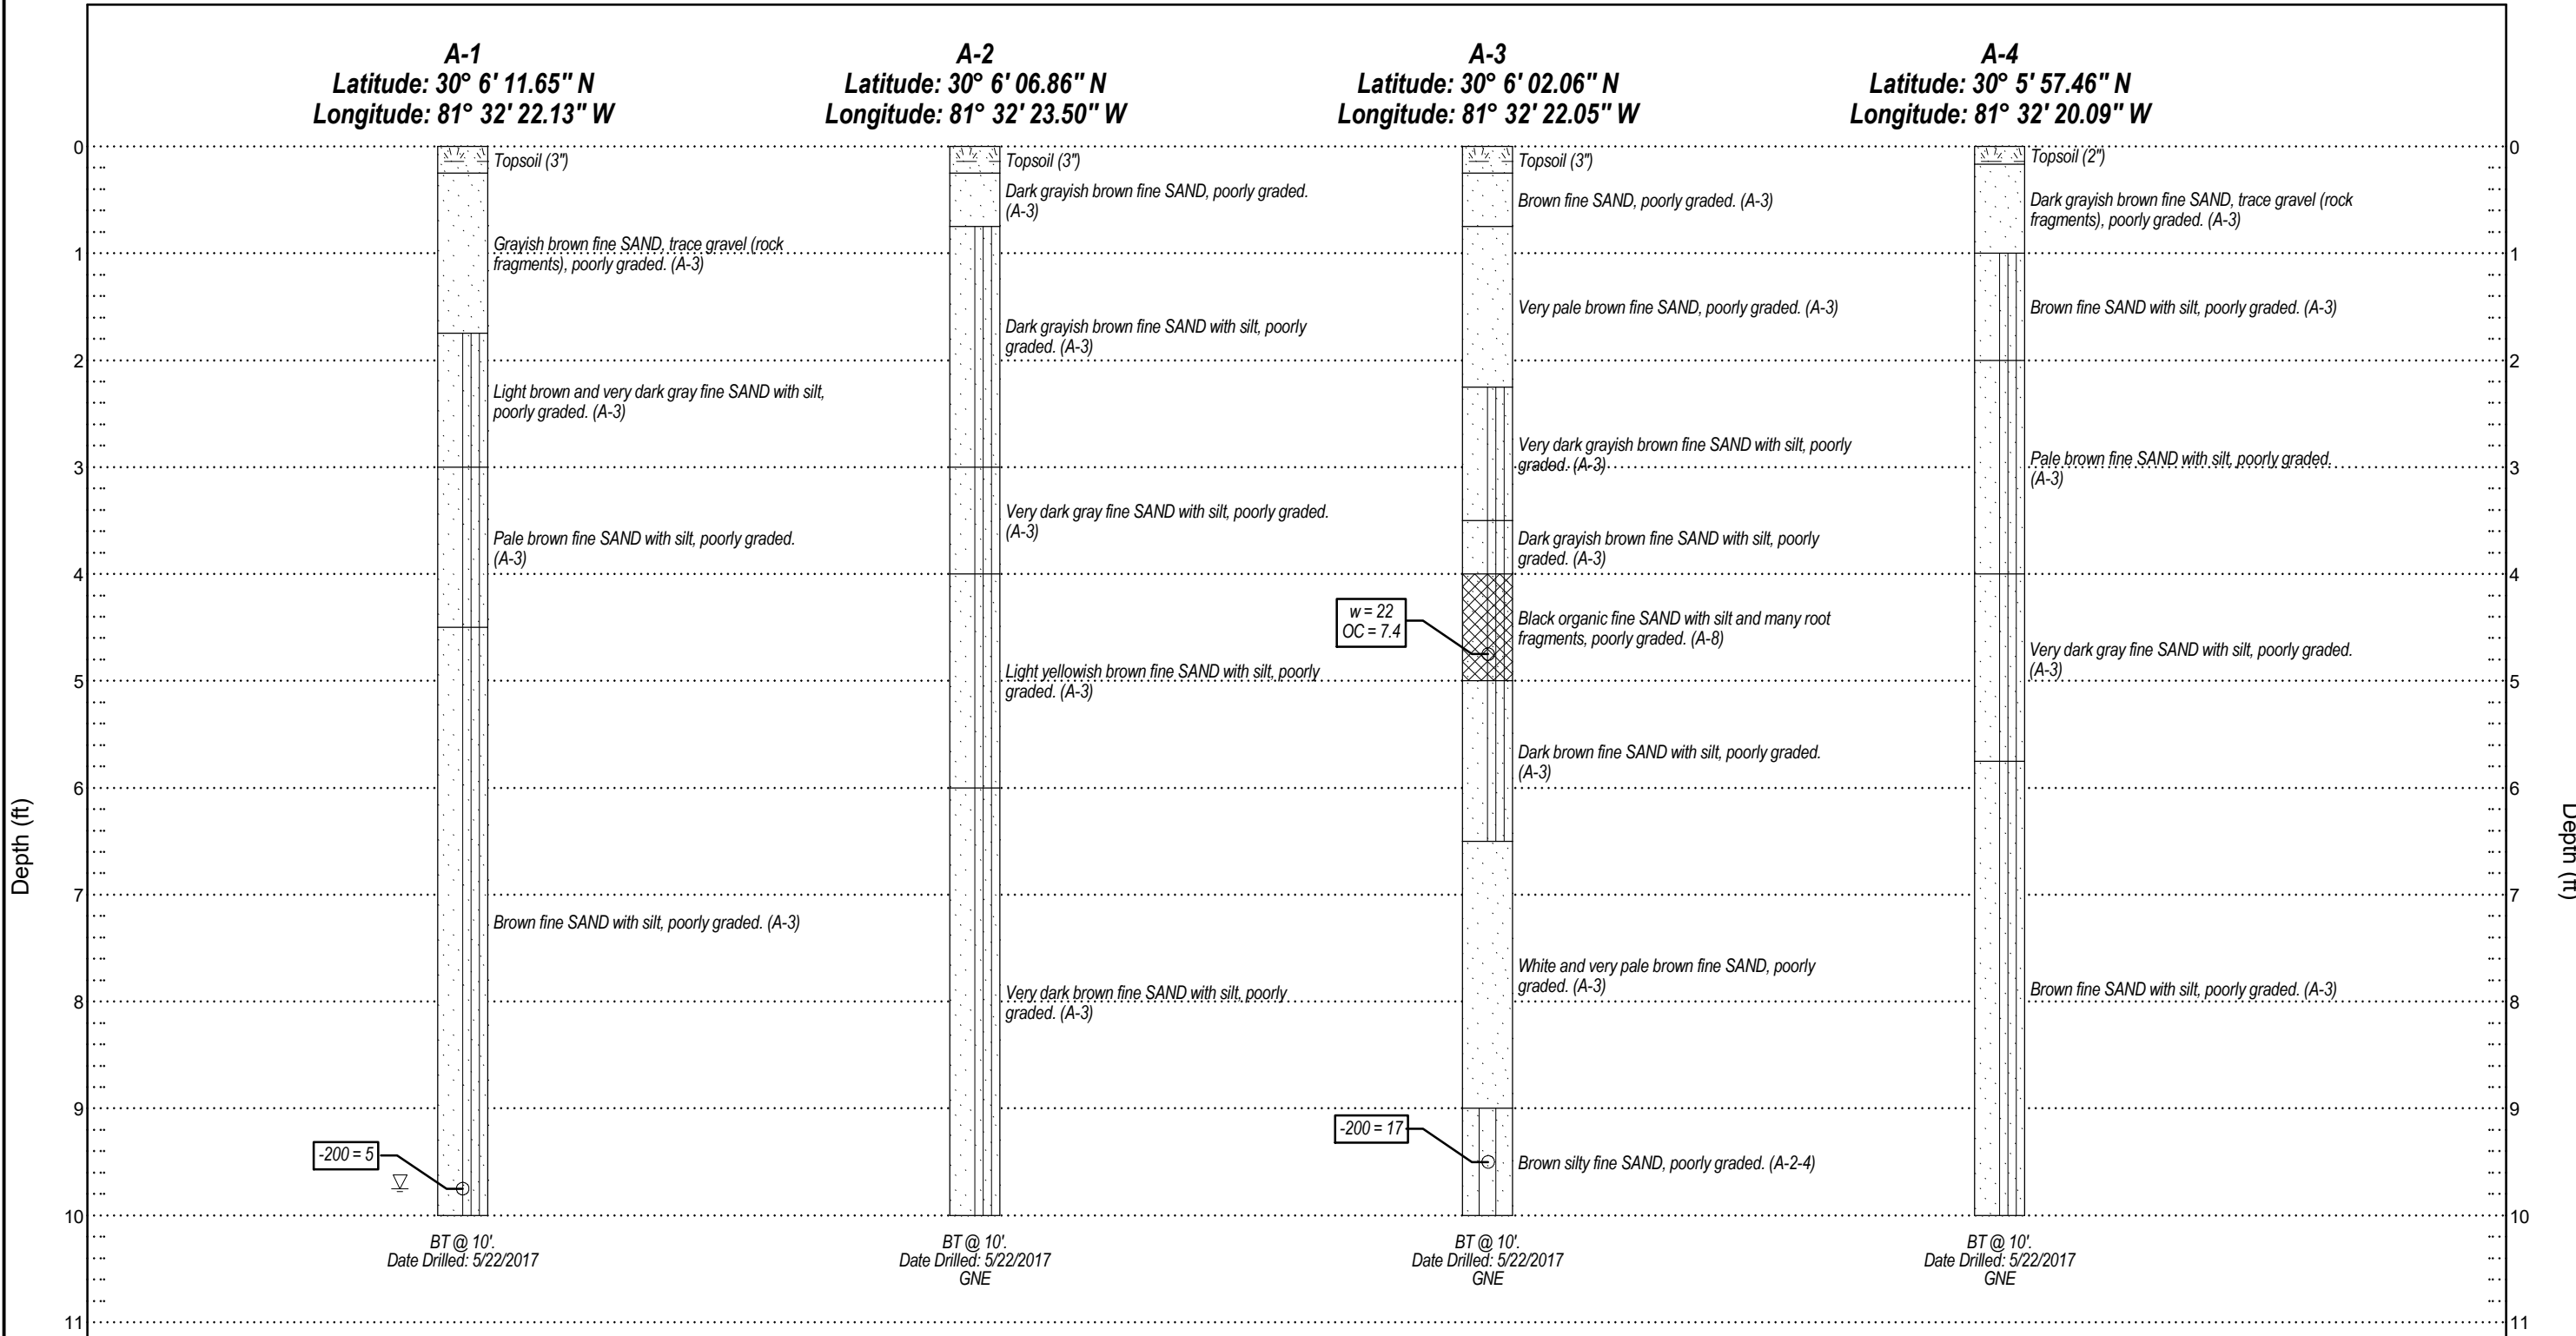 A-1
Latitude: 30° 6' 11.65" N
Longitude: 81° 32' 22.13" W
A-2
Latitude: 30° 6' 06.86" N
Longitude: 81° 32' 23.50" W
A-3
Latitude: 30° 6' 02.06" N
Longitude: 81° 32' 22.05" W
A-4
Latitude: 30° 5' 57.46" N
Longitude: 81° 32' 20.09" W
Depth (ft)
0
1
2
3
4
5
6
7
8
9
10
11
Topsoil (3")
Grayish brown fine SAND, trace gravel (rock
fragments), poorly graded. (A-3)
Light brown and very dark gray fine SAND with silt,
poorly graded. (A-3)
Pale brown fine SAND with silt, poorly graded.
(A-3)
Brown fine SAND with silt, poorly graded. (A-3)
-200 = 5
BT @ 10'.
Date Drilled: 5/22/2017
Topsoil (3")
Dark grayish brown fine SAND, poorly graded.
(A-3)
Dark grayish brown fine SAND with silt, poorly
graded. (A-3)
Very dark gray fine SAND with silt, poorly graded.
(A-3)
Light yellowish brown fine SAND with silt, poorly
graded. (A-3)
Very dark brown fine SAND with silt, poorly
graded. (A-3)
BT @ 10'.
Date Drilled: 5/22/2017
GNE
Topsoil (3")
Brown fine SAND, poorly graded. (A-3)
Very pale brown fine SAND, poorly graded. (A-3)
Very dark grayish brown fine SAND with silt, poorly
graded. (A-3)
Dark grayish brown fine SAND with silt, poorly
graded. (A-3)
w = 22
OC = 7.4
Black organic fine SAND with silt and many root
fragments, poorly graded. (A-8)
Dark brown fine SAND with silt, poorly graded.
(A-3)
White and very pale brown fine SAND, poorly
graded. (A-3)
-200 = 17
Brown silty fine SAND, poorly graded. (A-2-4)
BT @ 10'.
Date Drilled: 5/22/2017
GNE
Topsoil (2")
Dark grayish brown fine SAND, trace gravel (rock
fragments), poorly graded. (A-3)
Brown fine SAND with silt, poorly graded. (A-3)
Pale brown fine SAND with silt, poorly graded.
(A-3)
Very dark gray fine SAND with silt, poorly graded.
(A-3)
Brown fine SAND with silt, poorly graded. (A-3)
BT @ 10'.
Date Drilled: 5/22/2017
GNE
0
1
2
3
4
5
6
7
8
9
10
11
Depth (ft)